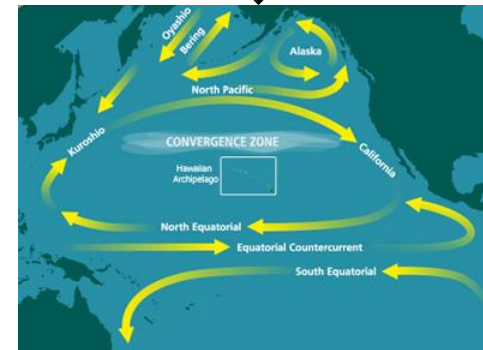 Oyashio
Bering
Alaska
North Pacific
Kuroshio
CONVERGENCE ZONE
California
Hawaiian
Archipelago
North Equatorial
Equatorial Countercurrent
South Equatorial